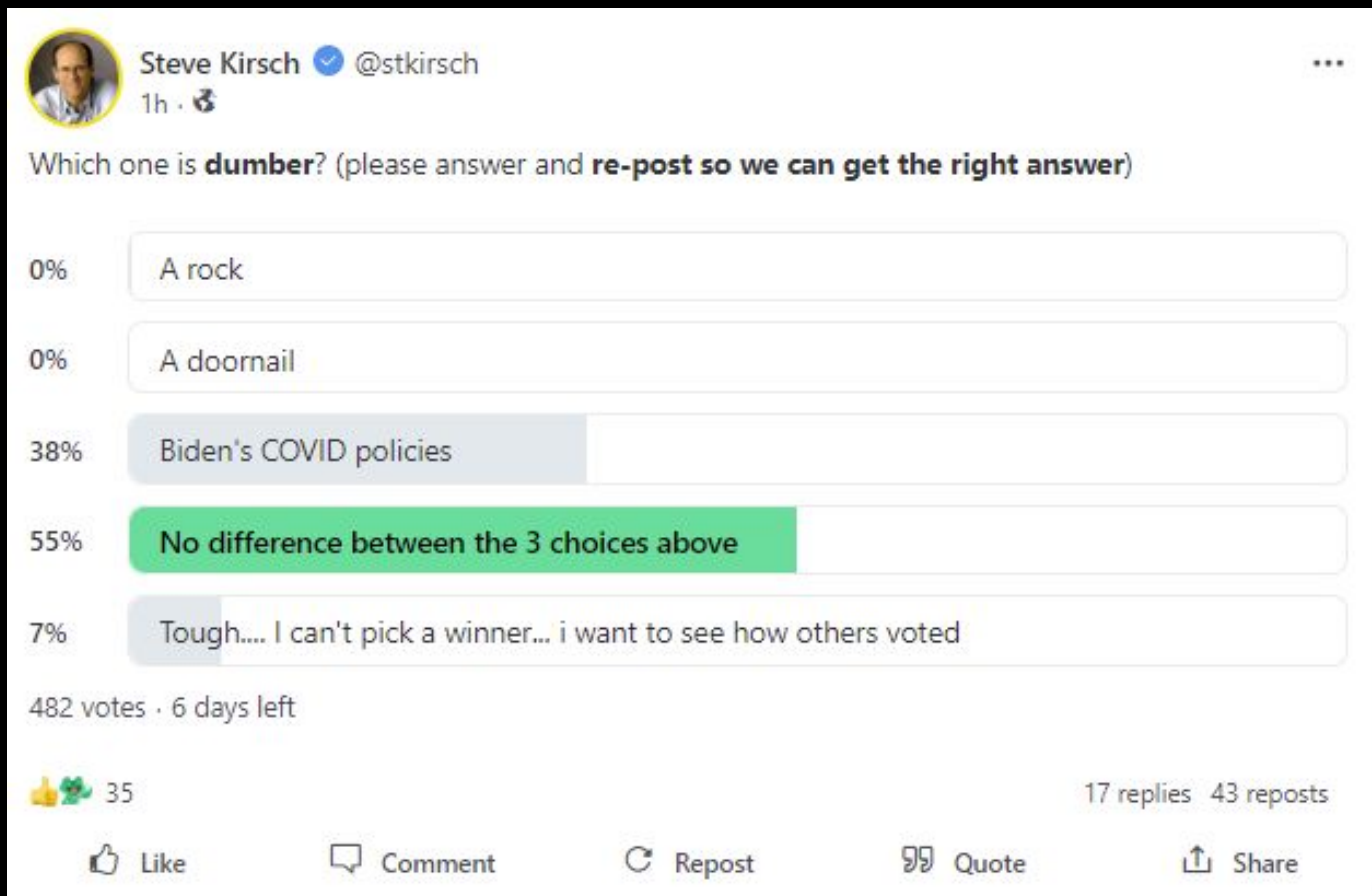 Steve Kirsch @stkirsch
1h ·
Which one is dumber? (please answer and re-post so we can get the right answer)
0% A rock
0% A doornail
38% Biden's COVID policies
55% No difference between the 3 choices above
7% Tough.... I can't pick a winner... i want to see how others voted
482 votes · 6 days left
35 17 replies 43 reposts
Like Comment Repost Quote Share